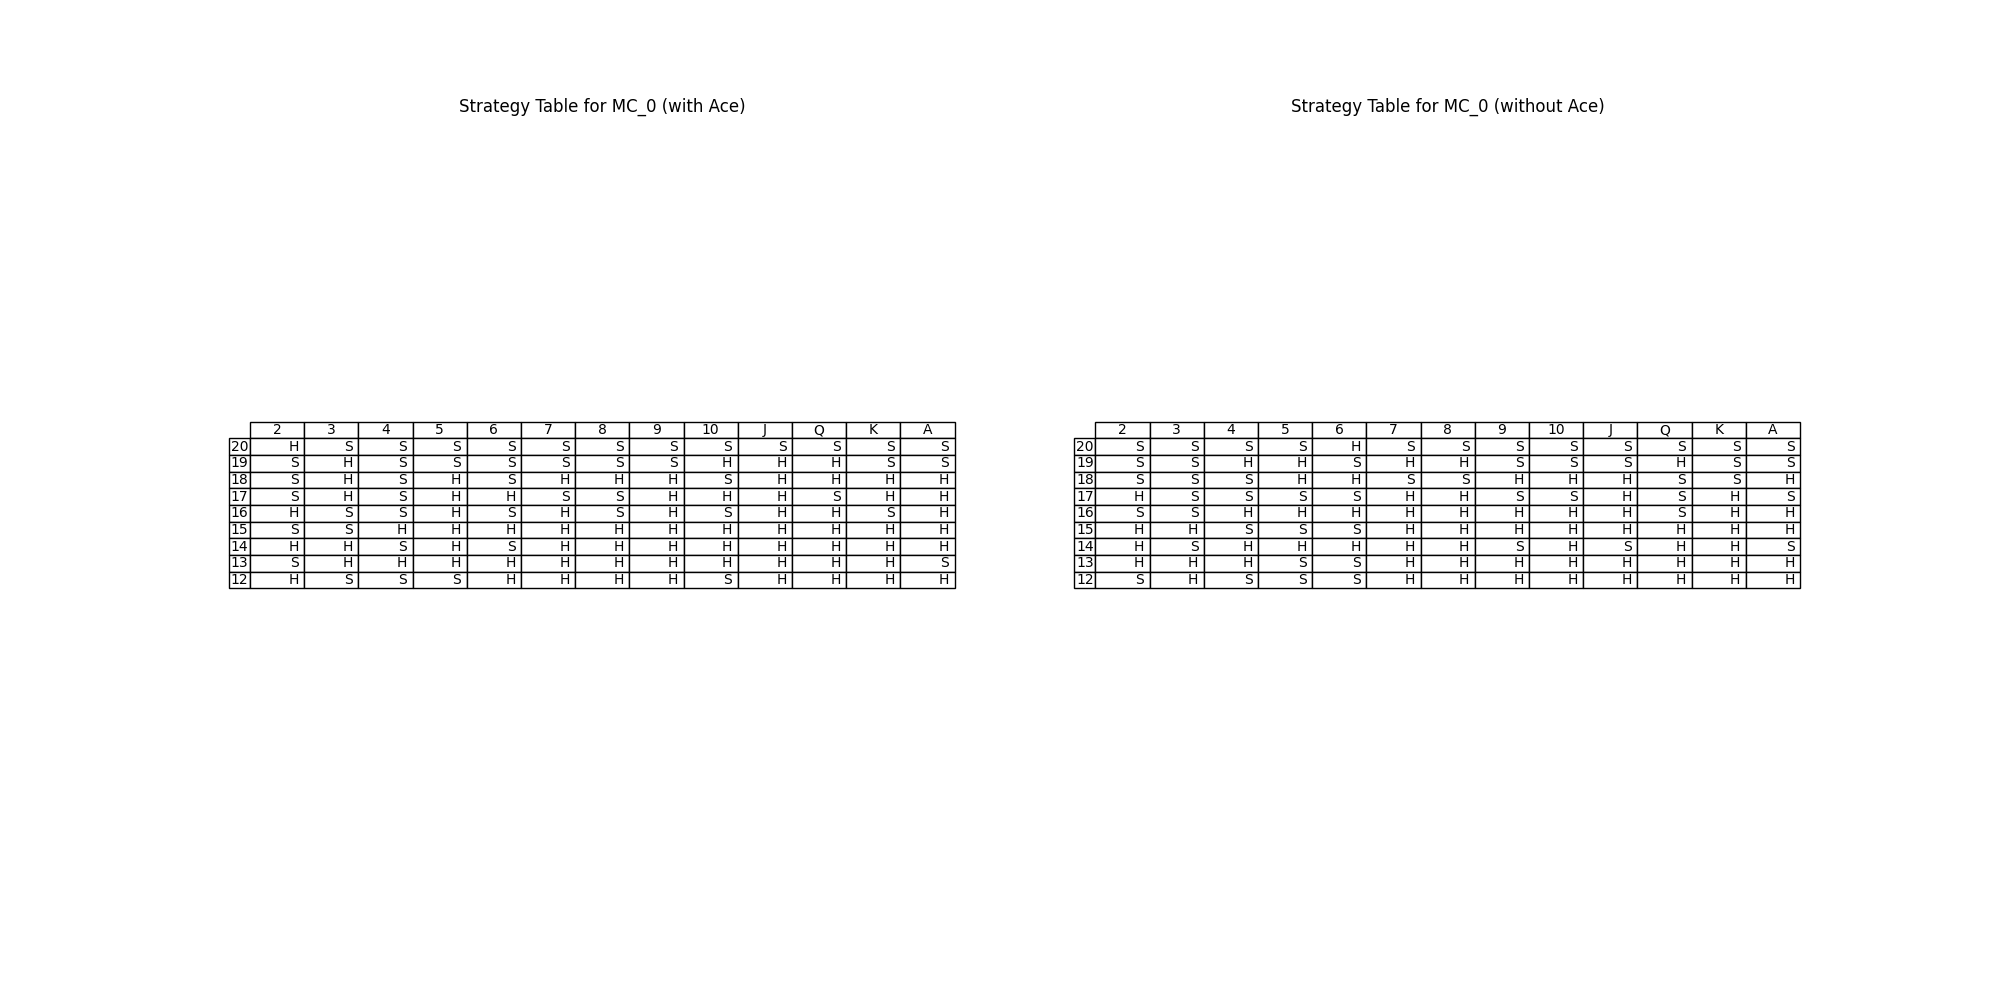 Strategy Table for MC_0 (with Ace)
2 3 4 5 6 7 8 9 10 J Q K A
20 H S S S S S S S S S S S S
19 S H S S S S S S H H H S S
18 S H S H S H H H S H H H H
17 S H S H H S S H H H S H H
16 H S S H S H S H S H H S H
15 S S H H H H H H H H H H H
14 H H S H S H H H H H H H H
13 S H H H H H H H H H H H S
12 H S S S H H H H S H H H H
Strategy Table for MC_0 (without Ace)
2 3 4 5 6 7 8 9 10 J Q K A
20 S S S S H S S S S S S S S
19 S S H H S H H S S S H S S
18 S S S H H S S H H H S S H
17 H S S S S H H S S H S H S
16 S S H H H H H H H H S H H
15 H H S S S H H H H H H H H
14 H S H H H H H S H S H H S
13 H H H S S H H H H H H H H
12 S H S S S H H H H H H H H